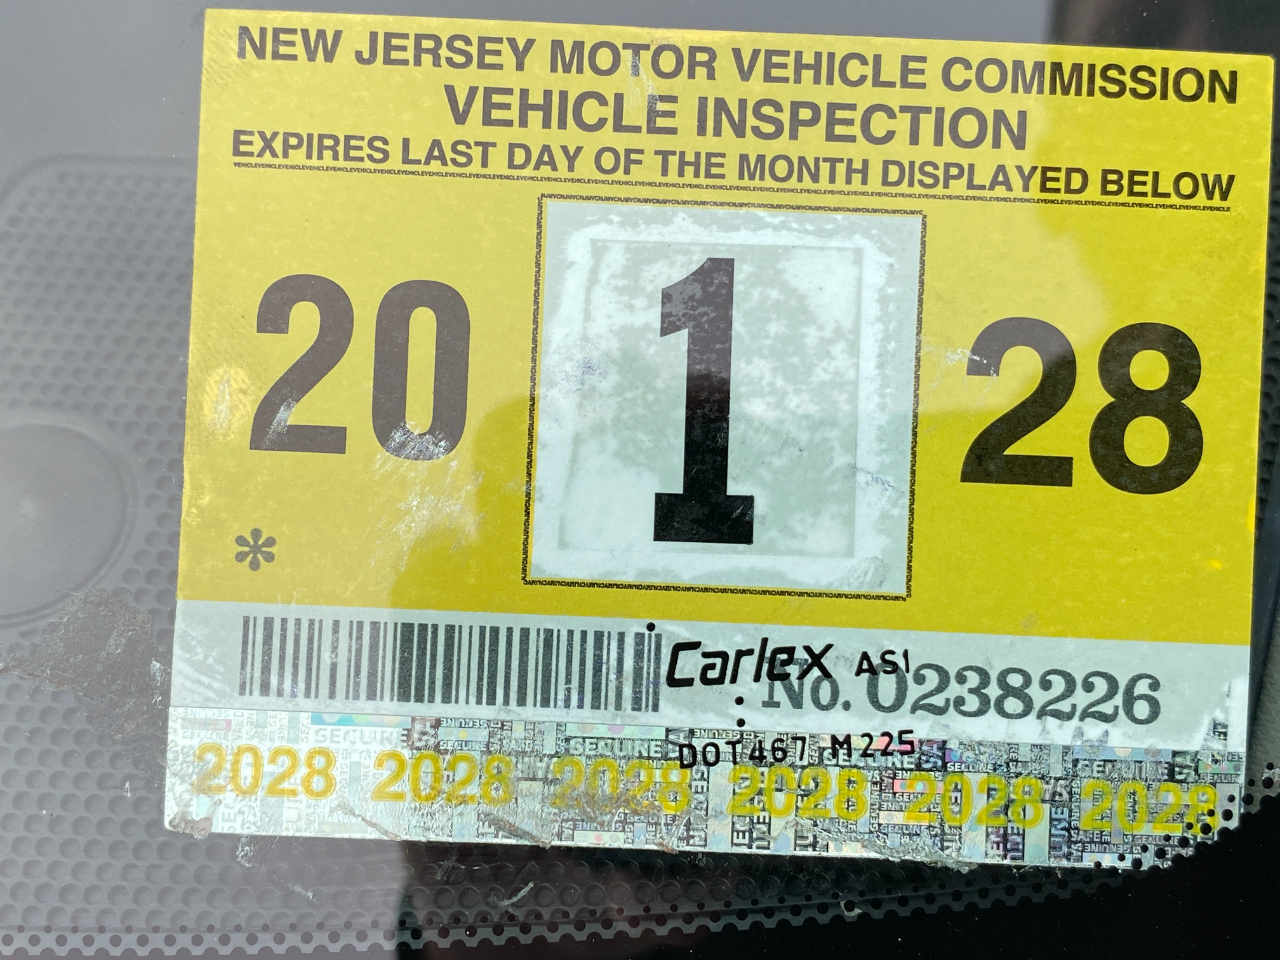 NEW JERSEY MOTOR VEHICLE COMMISSION
VEHICLE INSPECTION
EXPIRES LAST DAY OF THE MONTH DISPLAYED BELOW
20 1 28
*
Carlex AS1
No. 0238226
DOT467 M225
2028 2028 2028 2028 2028 2028